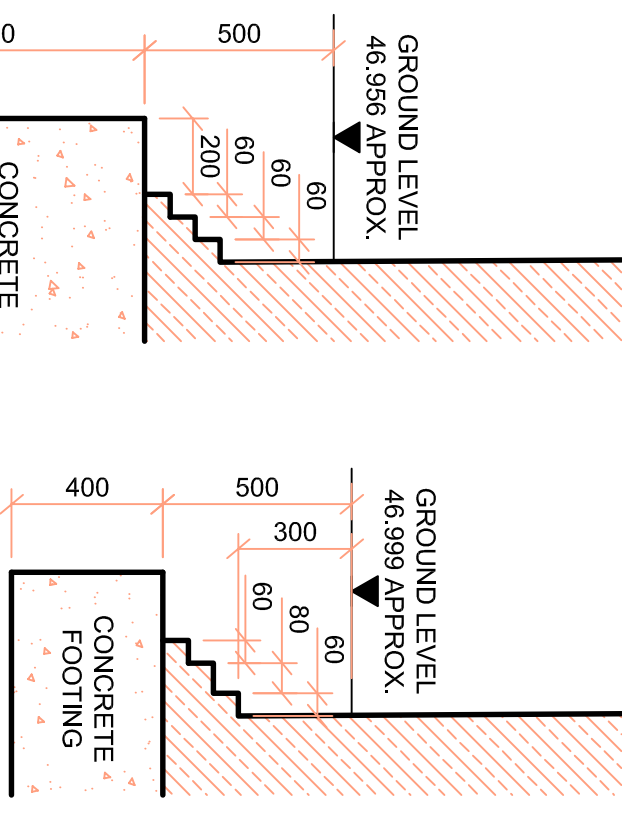 0
500
GROUND LEVEL
46.956 APPROX.
200
60
60
60
CONCRETE
400
500
300
GROUND LEVEL
46.999 APPROX.
60
80
60
CONCRETE
FOOTING